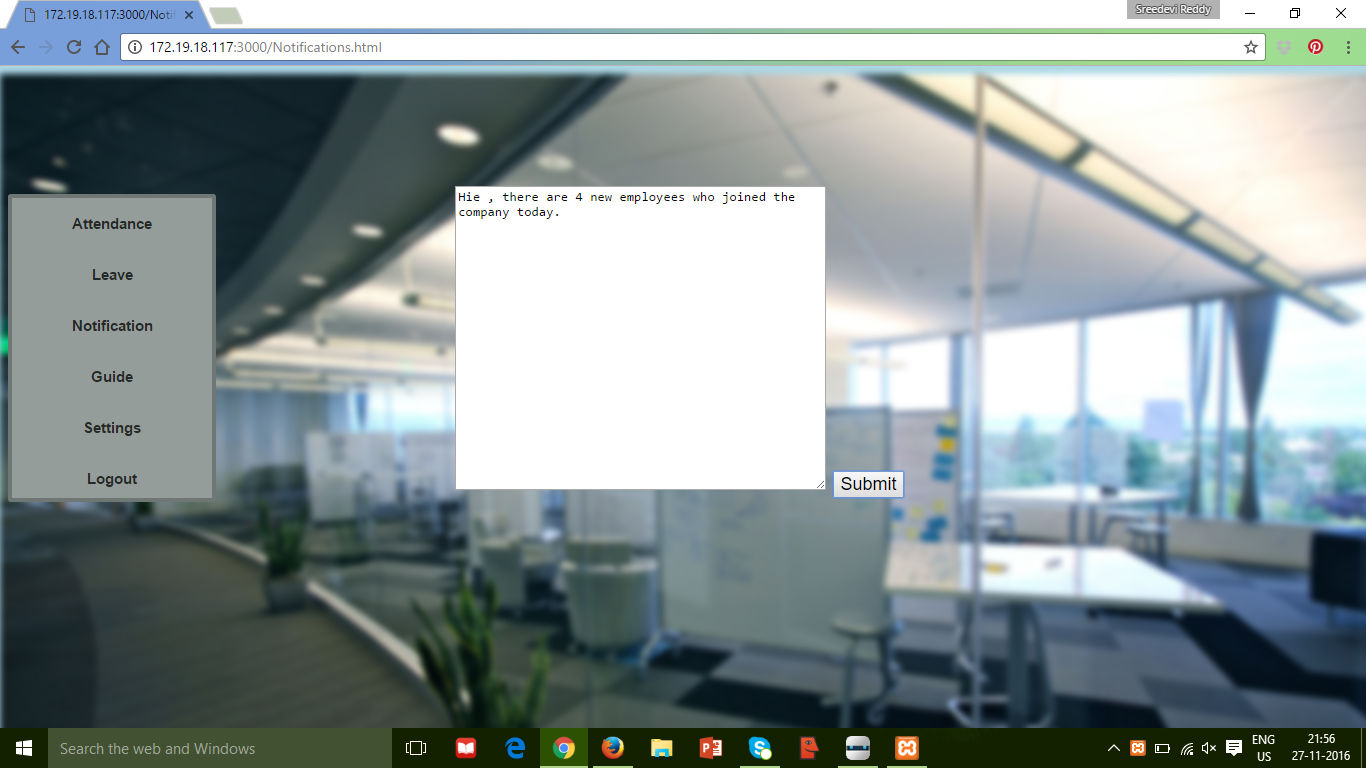 172.19.18.117:3000/Notif
Sreedevi Reddy
172.19.18.117:3000/Notifications.html
Attendance
Leave
Notification
Guide
Settings
Logout
Hie , there are 4 new employees who joined the
company today.
Submit
Search the web and Windows
ENG
US
21:56
27-11-2016